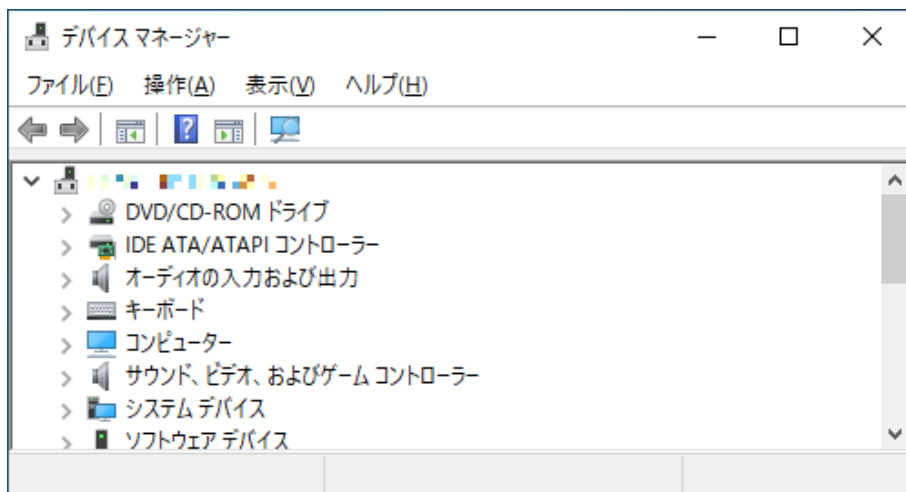 デバイス マネージャー
ファイル(F) 操作(A) 表示(V) ヘルプ(H)
DVD/CD-ROM ドライブ
IDE ATA/ATAPI コントローラー
オーディオの入力および出力
キーボード
コンピューター
サウンド、ビデオ、およびゲーム コントローラー
システム デバイス
ソフトウェア デバイス